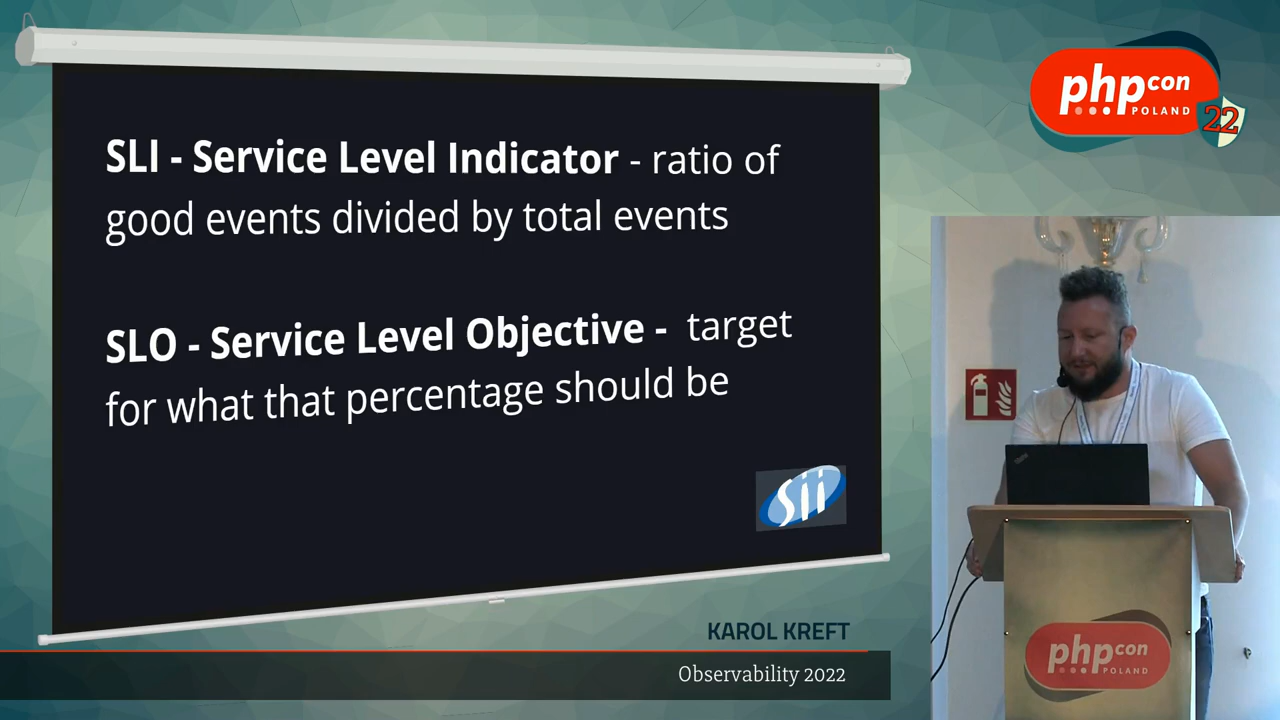 SLI - Service Level Indicator - ratio of
good events divided by total events
SLO - Service Level Objective - target
for what that percentage should be
sii
KAROL KREFT
Observability 2022
phpcon
POLAND
22
phpcon
POLAND